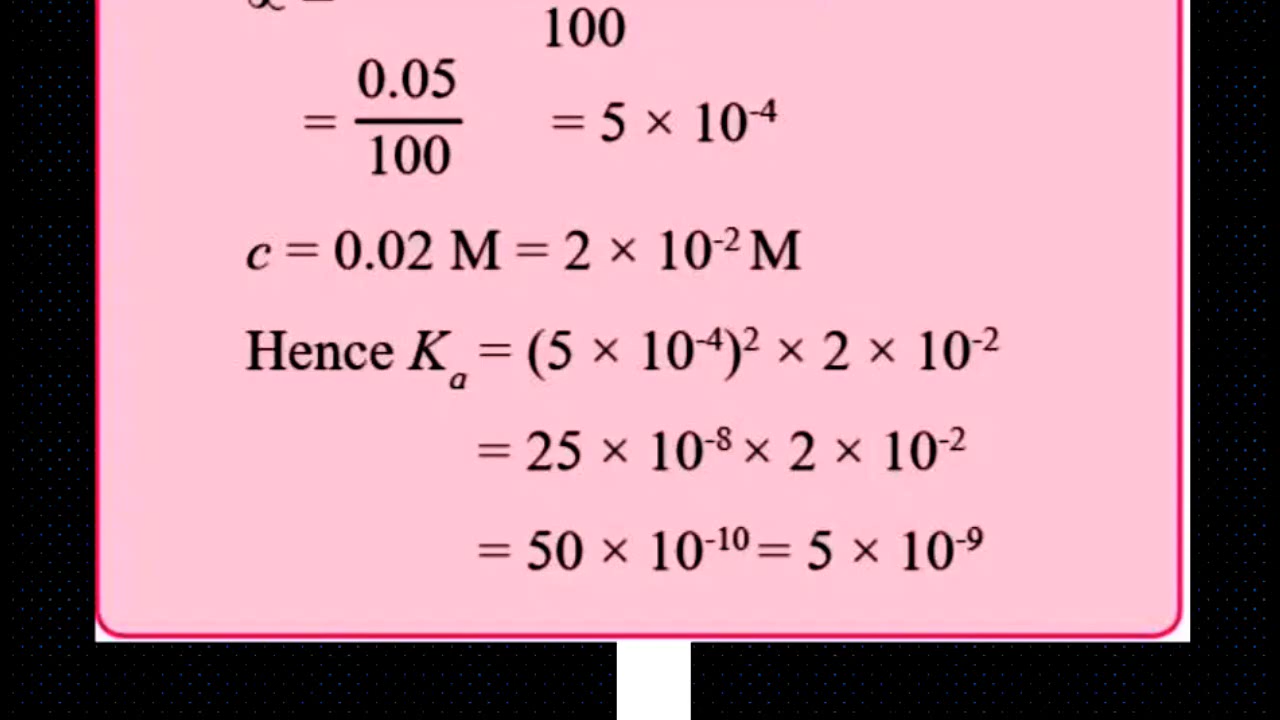 100
= 0.05/100 = 5 × 10⁻⁴
c = 0.02 M = 2 × 10⁻² M
Hence Kₐ = (5 × 10⁻⁴)² × 2 × 10⁻²
= 25 × 10⁻⁸ × 2 × 10⁻²
= 50 × 10⁻¹⁰ = 5 × 10⁻⁹